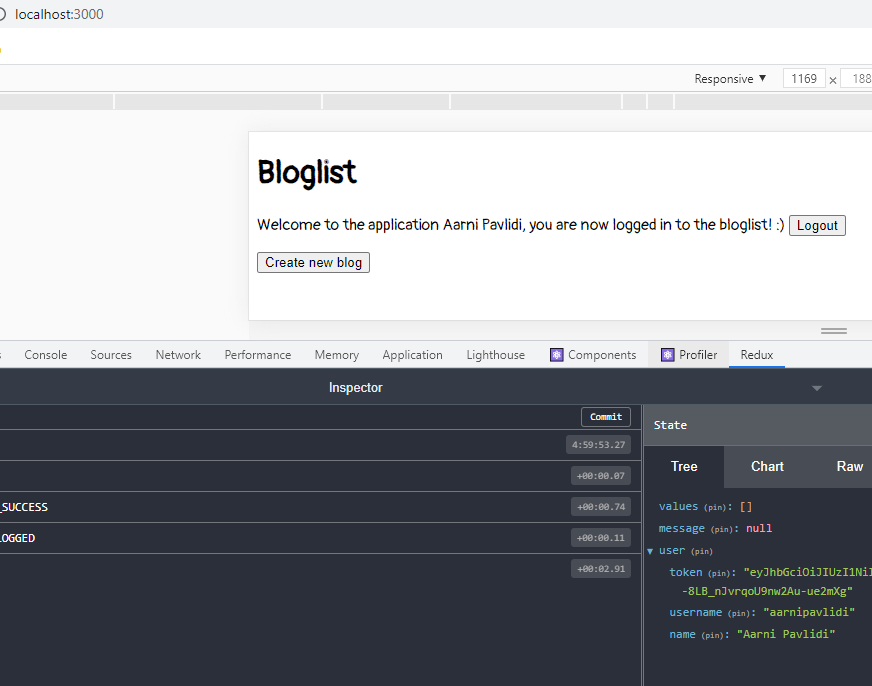 localhost:3000
Responsive ▼ 1169 × 188
Bloglist
Welcome to the application Aarni Pavlidi, you are now logged in to the bloglist! :) Logout
Create new blog
s Console Sources Network Performance Memory Application Lighthouse Components Profiler Redux
Inspector
Commit
State
4:59:53.27
Tree Chart Raw
+00:00.07
_SUCCESS +00:00.74
values (pin): []
message (pin): null
LOGGED +00:00.11
user (pin)
+00:02.91
token (pin): "eyJhbGciOiJIUzI1NiI
-8LB_nJvrqoU9nw2Au-ue2mXg"
username (pin): "aarnipavlidi"
name (pin): "Aarni Pavlidi"